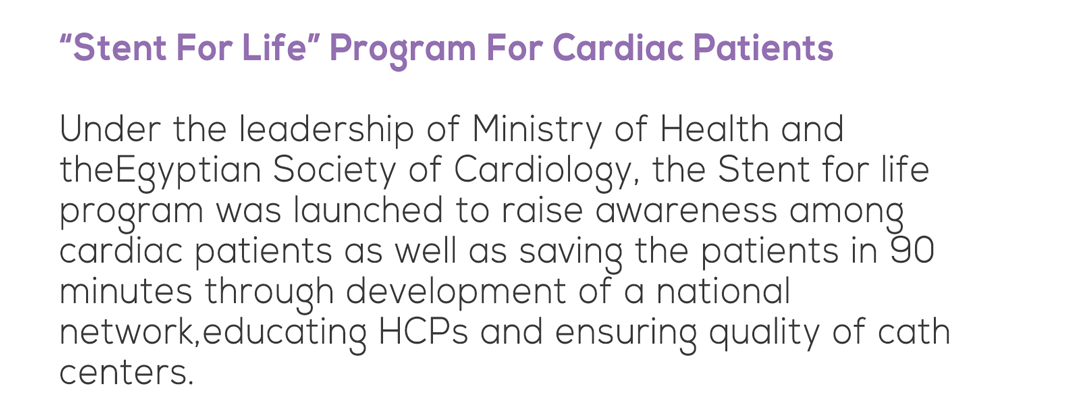 “Stent For Life” Program For Cardiac Patients
Under the leadership of Ministry of Health and
theEgyptian Society of Cardiology, the Stent for life
program was launched to raise awareness among
cardiac patients as well as saving the patients in 90
minutes through development of a national
network,educating HCPs and ensuring quality of cath
centers.